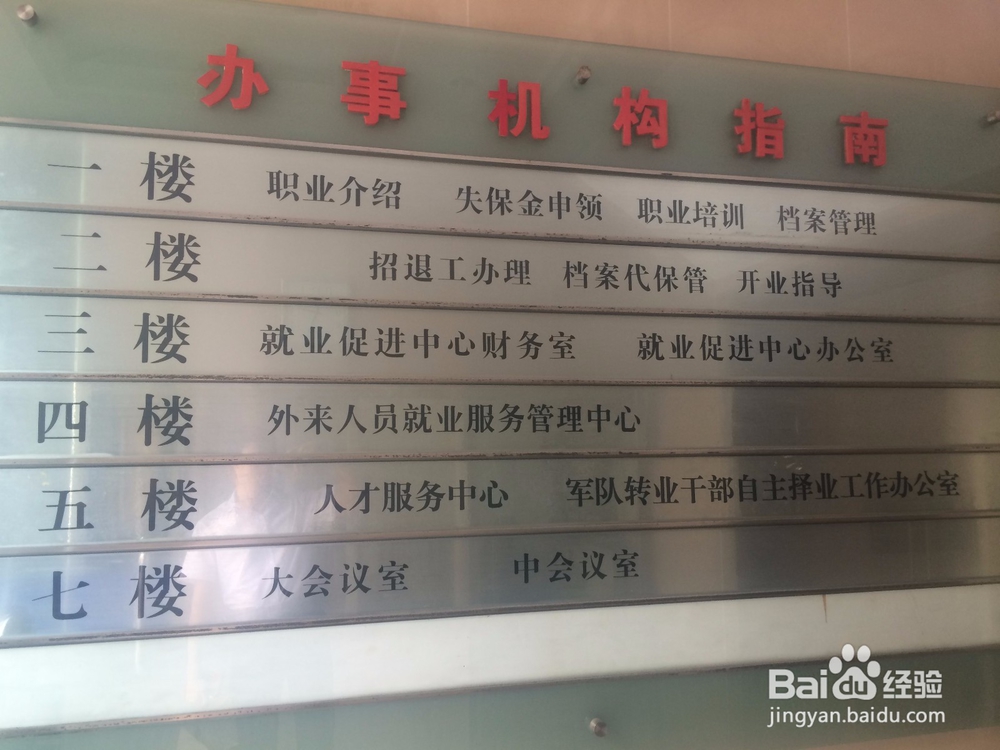 办事机构指南
一楼 职业介绍 失保金申领 职业培训 档案管理
二楼 招退工办理 档案代保管 开业指导
三楼 就业促进中心财务室 就业促进中心办公室
四楼 外来人员就业服务管理中心
五楼 人才服务中心 军队转业干部自主择业工作办公室
七楼 大会议室 中会议室
Baidu经验
jingyan.baidu.com